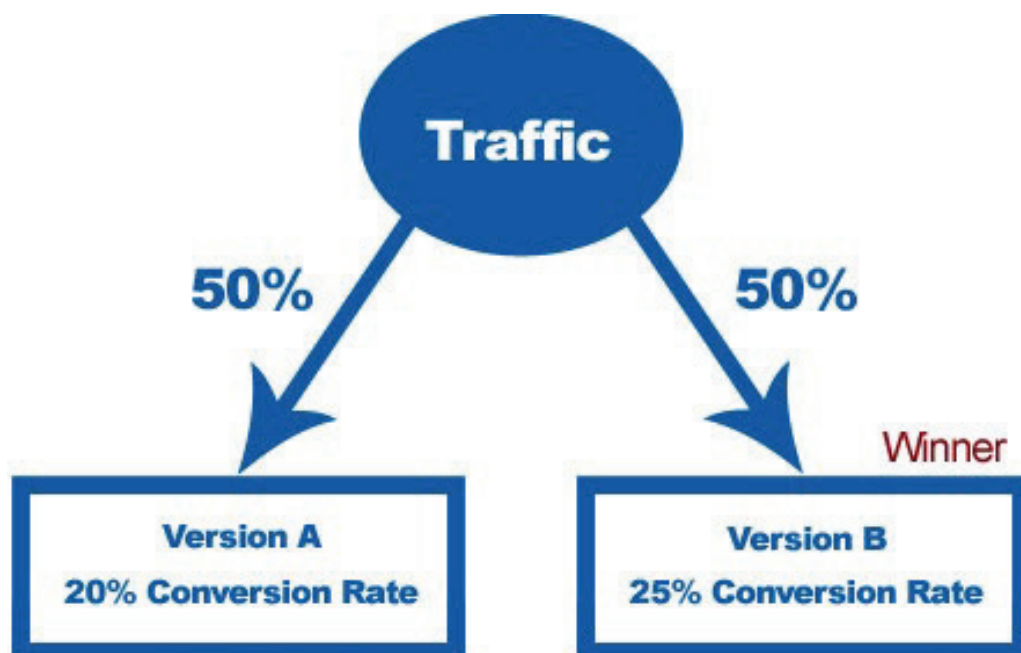 Traffic
50%
50%
Winner
Version A
20% Conversion Rate
Version B
25% Conversion Rate